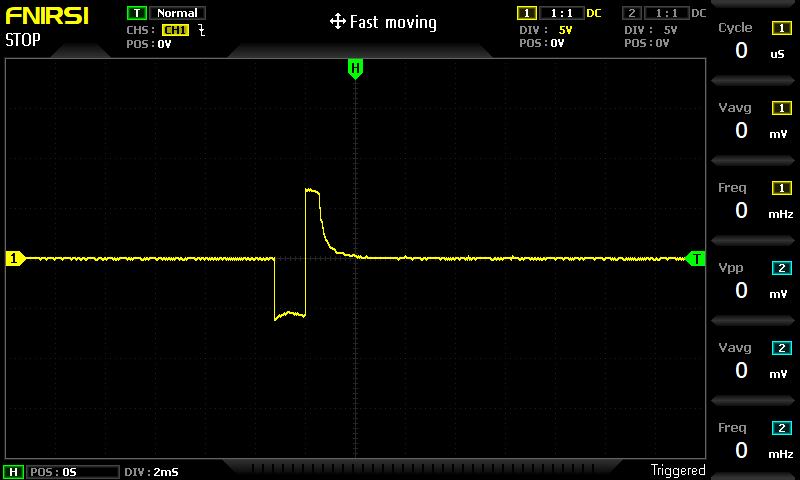 FNIRSI
STOP
T Normal
CHS: CH1
POS: 0V
Fast moving
1 1:1 DC
DIV: 5V
POS: 0V
2 1:1 DC
DIV: 5V
POS: 0V
H
1
T
Cycle 1
0 uS
Vavg 1
0 mV
Freq 1
0 mHz
Vpp 2
0 mV
Vavg 2
0 mV
Freq 2
0 mHz
H POS: 0S DIV: 2mS
Triggered